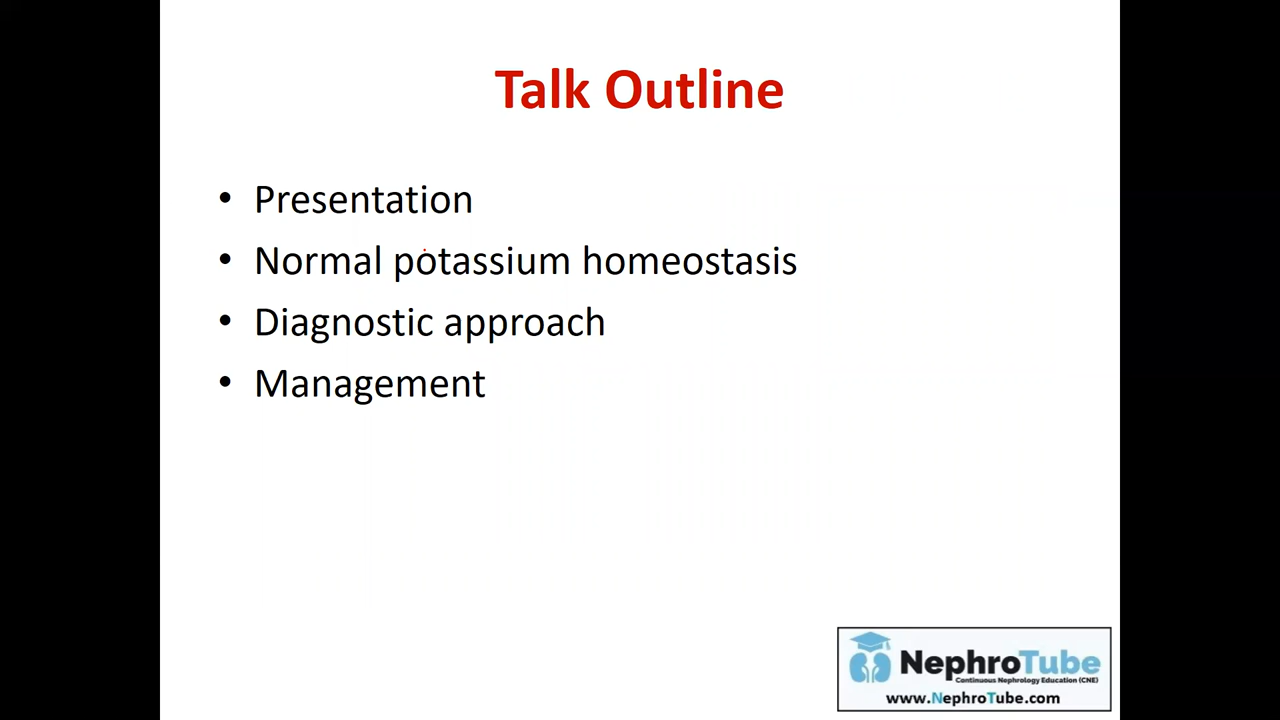 Talk Outline
• Presentation
• Normal potassium homeostasis
• Diagnostic approach
• Management
NephroTube
Continuous Nephrology Education (CNE)
www.NephroTube.com